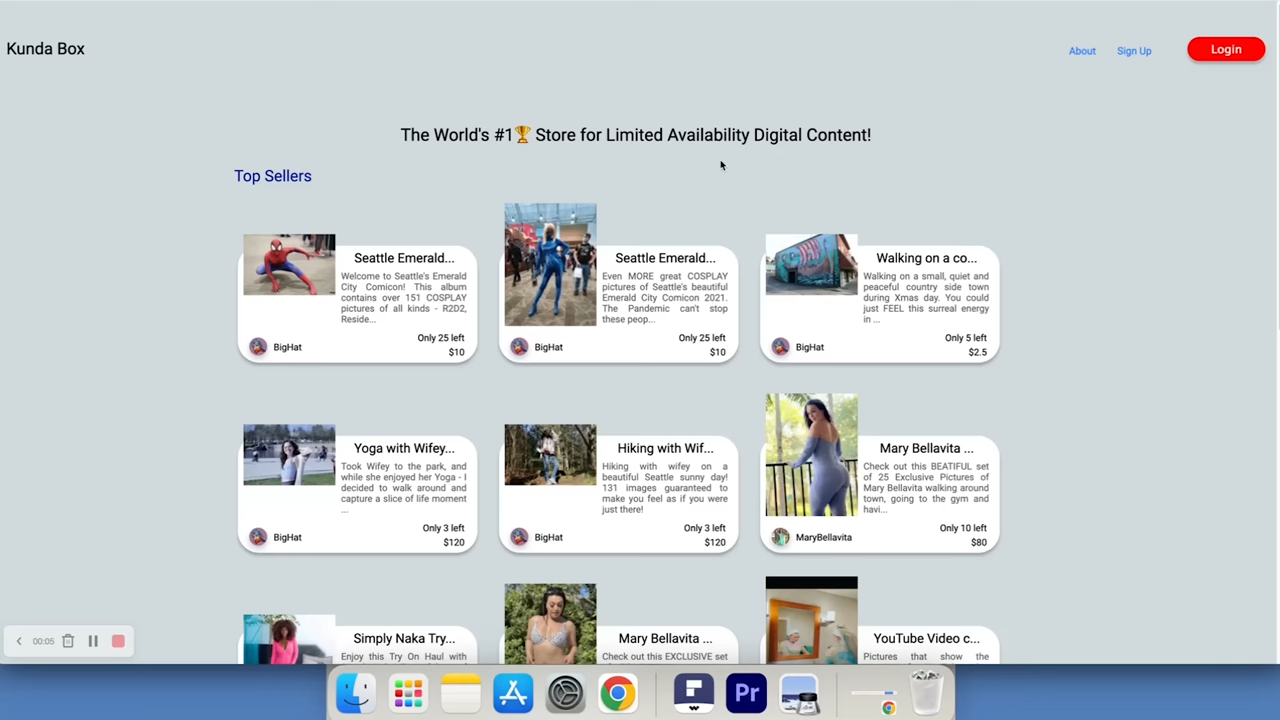 Kunda Box
About
Sign Up
Login
The World's #1🏆 Store for Limited Availability Digital Content!
Top Sellers
Seattle Emerald...
Welcome to Seattle's Emerald
City Comicon! This album
contains over 151 COSPLAY
pictures of all kinds - R2D2,
Reside...
Only 25 left
BigHat
$10
Seattle Emerald...
Even MORE great COSPLAY
pictures of Seattle's beautiful
Emerald City Comicon 2021.
The Pandemic can't stop
these peop...
Only 25 left
BigHat
$10
Walking on a co...
Walking on a small, quiet and
peaceful country side town
during Xmas day. You could
just FEEL this surreal energy
in ...
Only 5 left
BigHat
$2.5
Yoga with Wifey...
Took Wifey to the park, and
while she enjoyed her Yoga - I
decided to walk around and
capture a slice of life moment
...
Only 3 left
BigHat
$120
Hiking with Wif...
Hiking with wifey on a
beautiful Seattle sunny day!
131 images guaranteed to
make you feel as if you were
just there!
Only 3 left
BigHat
$120
Mary Bellavita ...
Check out this BEATIFUL set
of 25 Exclusive Pictures of
Mary Bellavita walking around
town, going to the gym and
havi...
Only 10 left
MaryBellavita
$80
Simply Naka Try...
Enjoy this Try On Haul with
Mary Bellavita ...
Check out this EXCLUSIVE set
YouTube Video c...
Pictures that show the
00:05
Pr